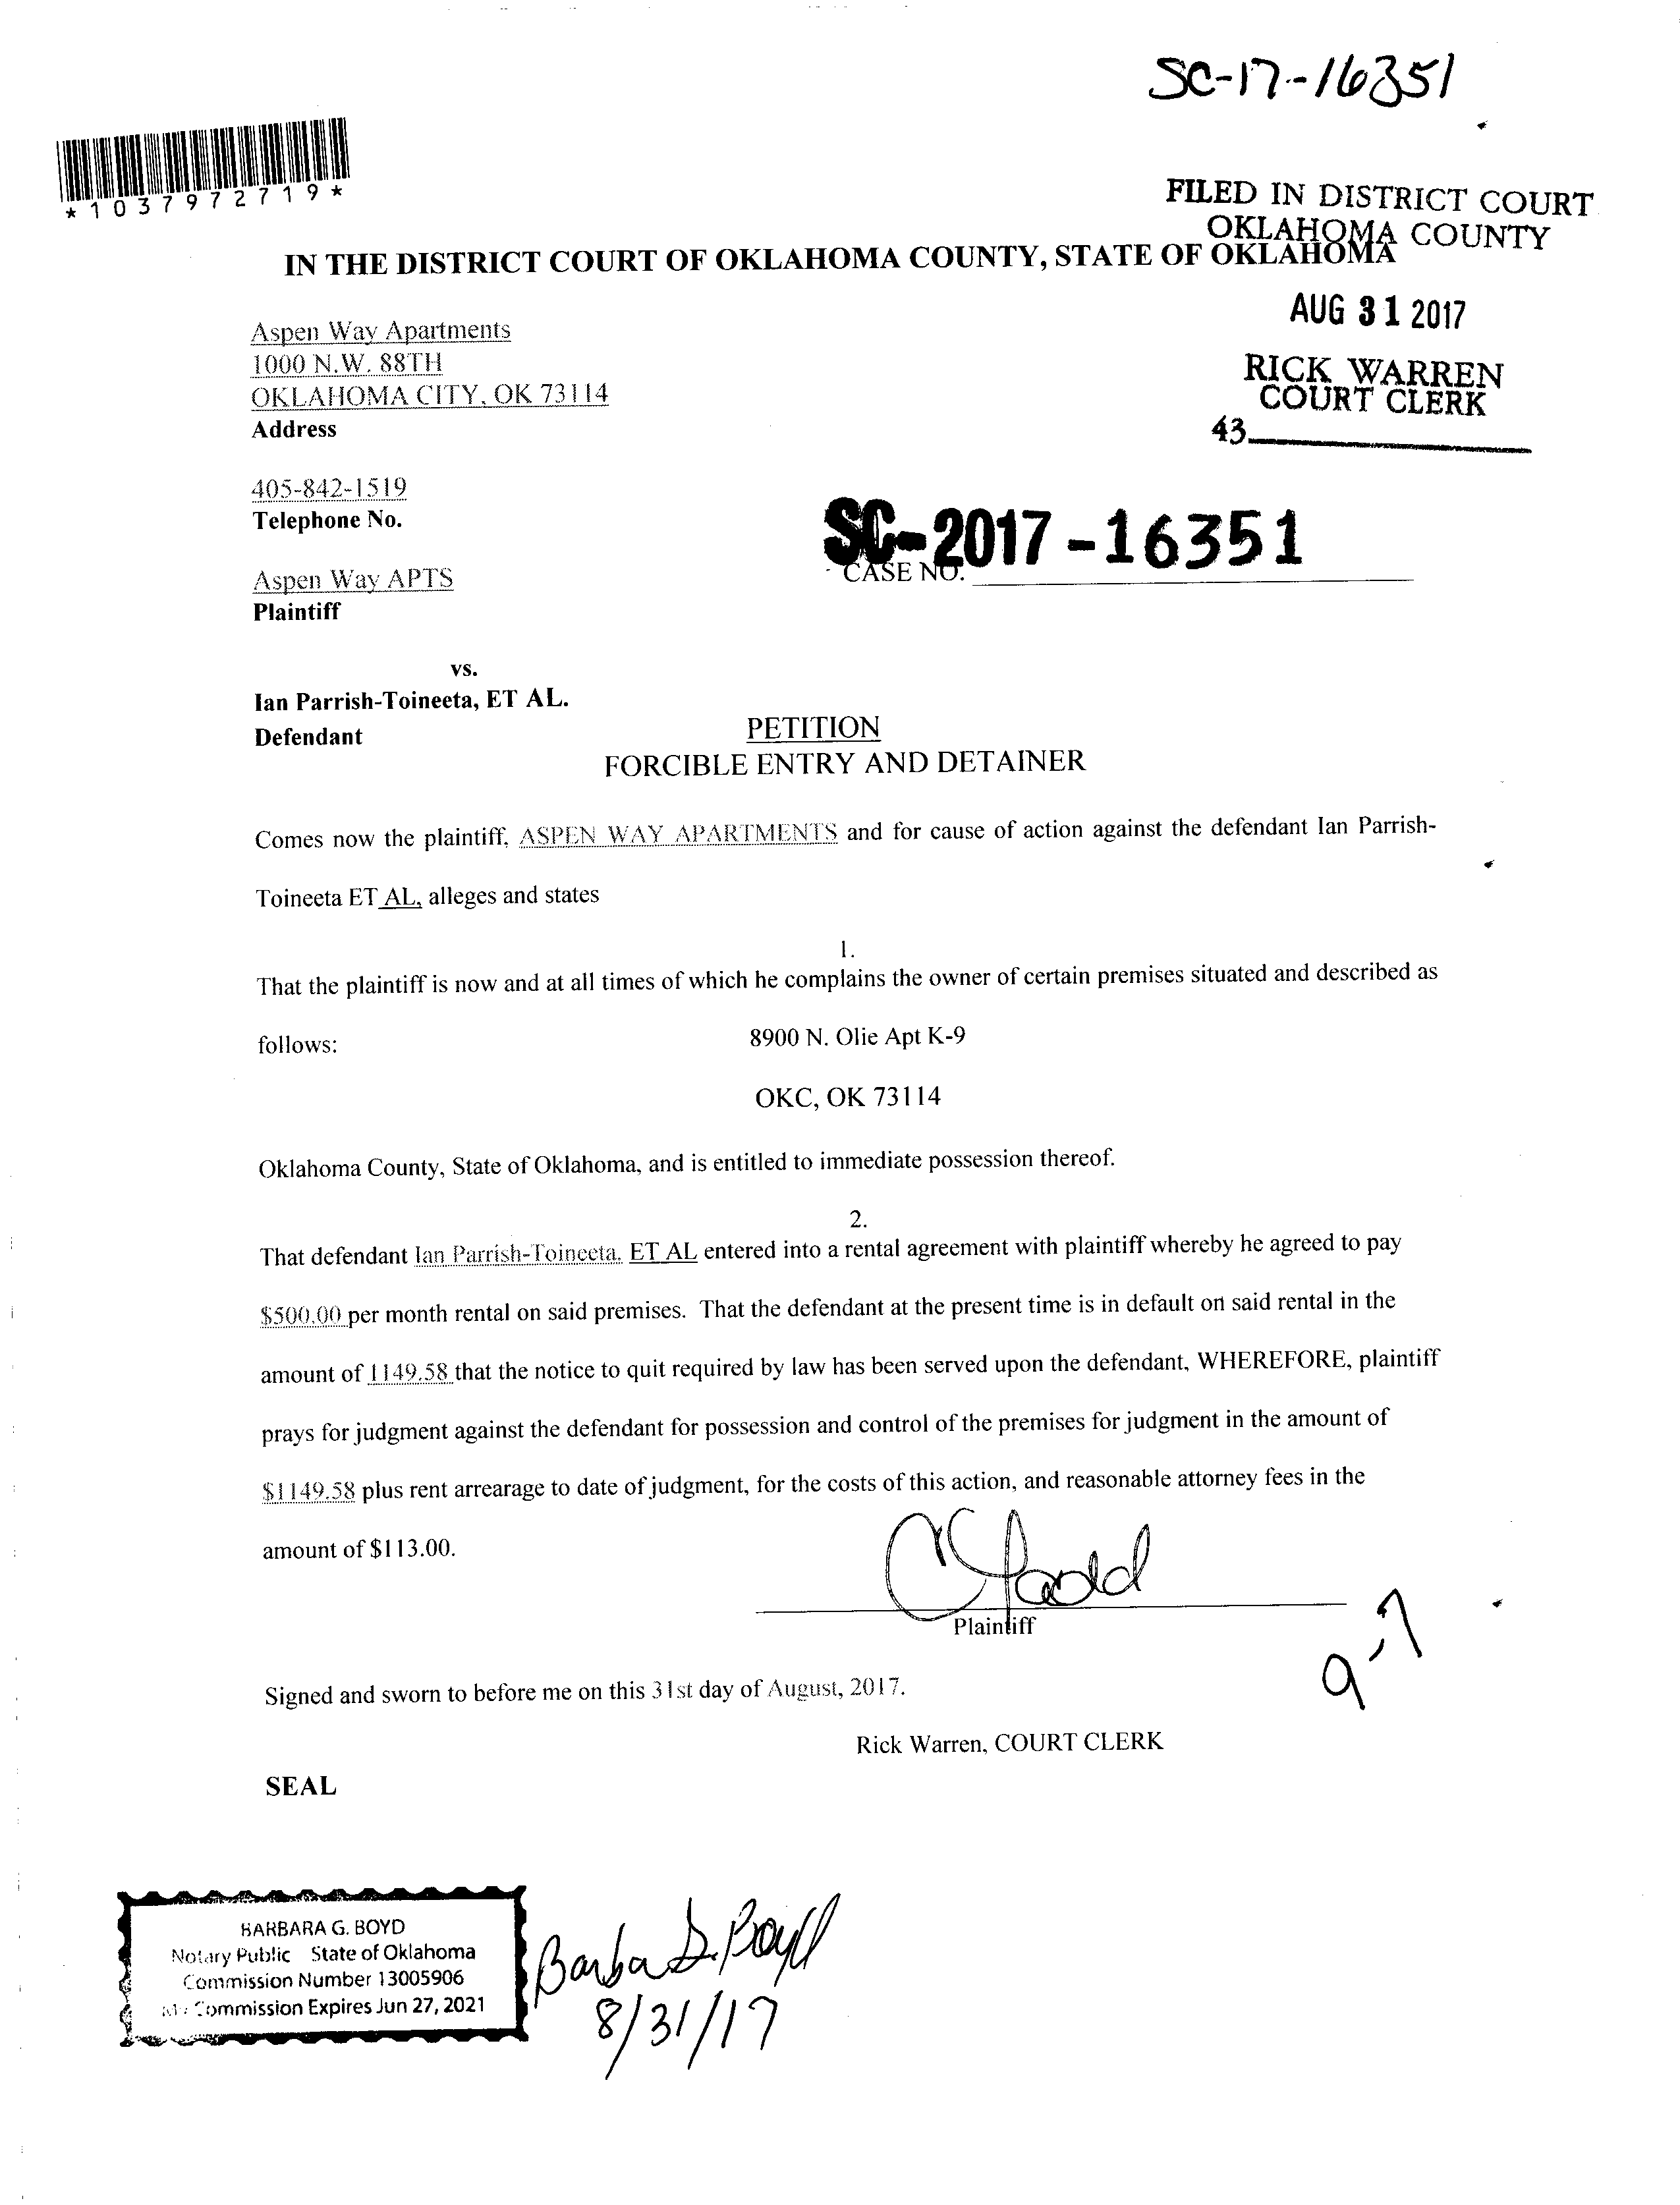 SC-17-16351
*1037972719*
FILED IN DISTRICT COURT
OKLAHOMA COUNTY
IN THE DISTRICT COURT OF OKLAHOMA COUNTY, STATE OF OKLAHOMA
AUG 31 2017
RICK WARREN
COURT CLERK
43
Aspen Way Apartments
1000 N.W. 88TH
OKLAHOMA CITY, OK 73114
Address
405-842-1519
Telephone No.
SC-2017-16351
CASE NO.
Aspen Way APTS
Plaintiff
vs.
Ian Parrish-Toineeta, ET AL.
Defendant
PETITION
FORCIBLE ENTRY AND DETAINER
Comes now the plaintiff, ASPEN WAY APARTMENTS and for cause of action against the defendant Ian Parrish-
Toineeta ET AL, alleges and states
1.
That the plaintiff is now and at all times of which he complains the owner of certain premises situated and described as
follows: 8900 N. Olie Apt K-9
OKC, OK 73114
Oklahoma County, State of Oklahoma, and is entitled to immediate possession thereof.
2.
That defendant Ian Parrish-Toineeta, ET AL entered into a rental agreement with plaintiff whereby he agreed to pay
$500.00 per month rental on said premises. That the defendant at the present time is in default on said rental in the
amount of 1149.58 that the notice to quit required by law has been served upon the defendant, WHEREFORE, plaintiff
prays for judgment against the defendant for possession and control of the premises for judgment in the amount of
$1149.58 plus rent arrearage to date of judgment, for the costs of this action, and reasonable attorney fees in the
amount of $113.00.
Plaintiff
9-7
Signed and sworn to before me on this 31st day of August, 2017.
Rick Warren, COURT CLERK
SEAL
BARBARA G. BOYD
Notary Public State of Oklahoma
Commission Number 13005906
My Commission Expires Jun 27, 2021
Barbara G. Boyd
8/31/17